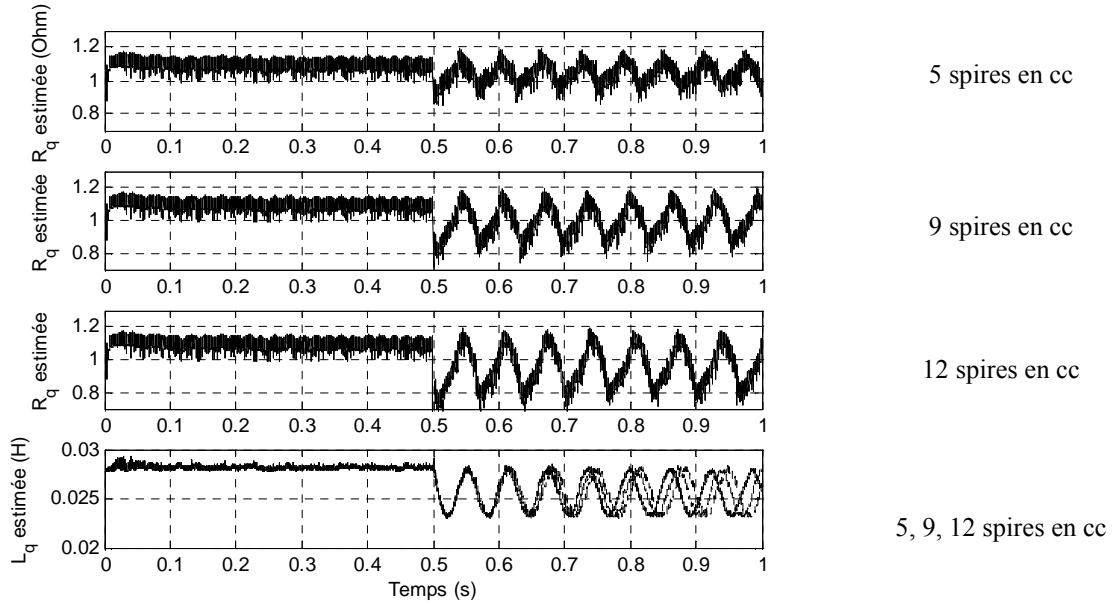 R_q estimée (Ohm)
1.2
1
0.8
0 0.1 0.2 0.3 0.4 0.5 0.6 0.7 0.8 0.9 1
5 spires en cc
R_q estimée
1.2
1
0.8
0 0.1 0.2 0.3 0.4 0.5 0.6 0.7 0.8 0.9 1
9 spires en cc
R_q estimée
1.2
1
0.8
0 0.1 0.2 0.3 0.4 0.5 0.6 0.7 0.8 0.9 1
12 spires en cc
L_q estimée (H)
0.03
0.025
0.02
0 0.1 0.2 0.3 0.4 0.5 0.6 0.7 0.8 0.9 1
Temps (s)
5, 9, 12 spires en cc